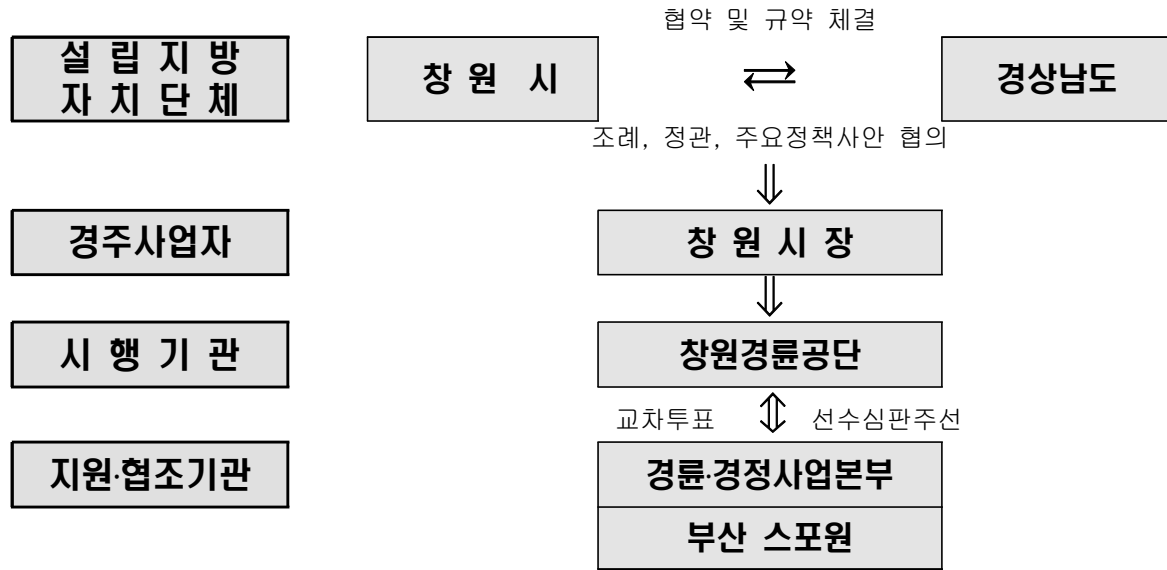 협약 및 규약 체결
설 립 지 방
자 치 단 체
창 원 시
⇄
경상남도
조례, 정관, 주요정책사안 협의
⇓
경주사업자
창 원 시 장
⇓
시 행 기 관
창원경륜공단
교차투표 ⇕ 선수심판주선
지원·협조기관
경륜·경정사업본부
부산 스포원